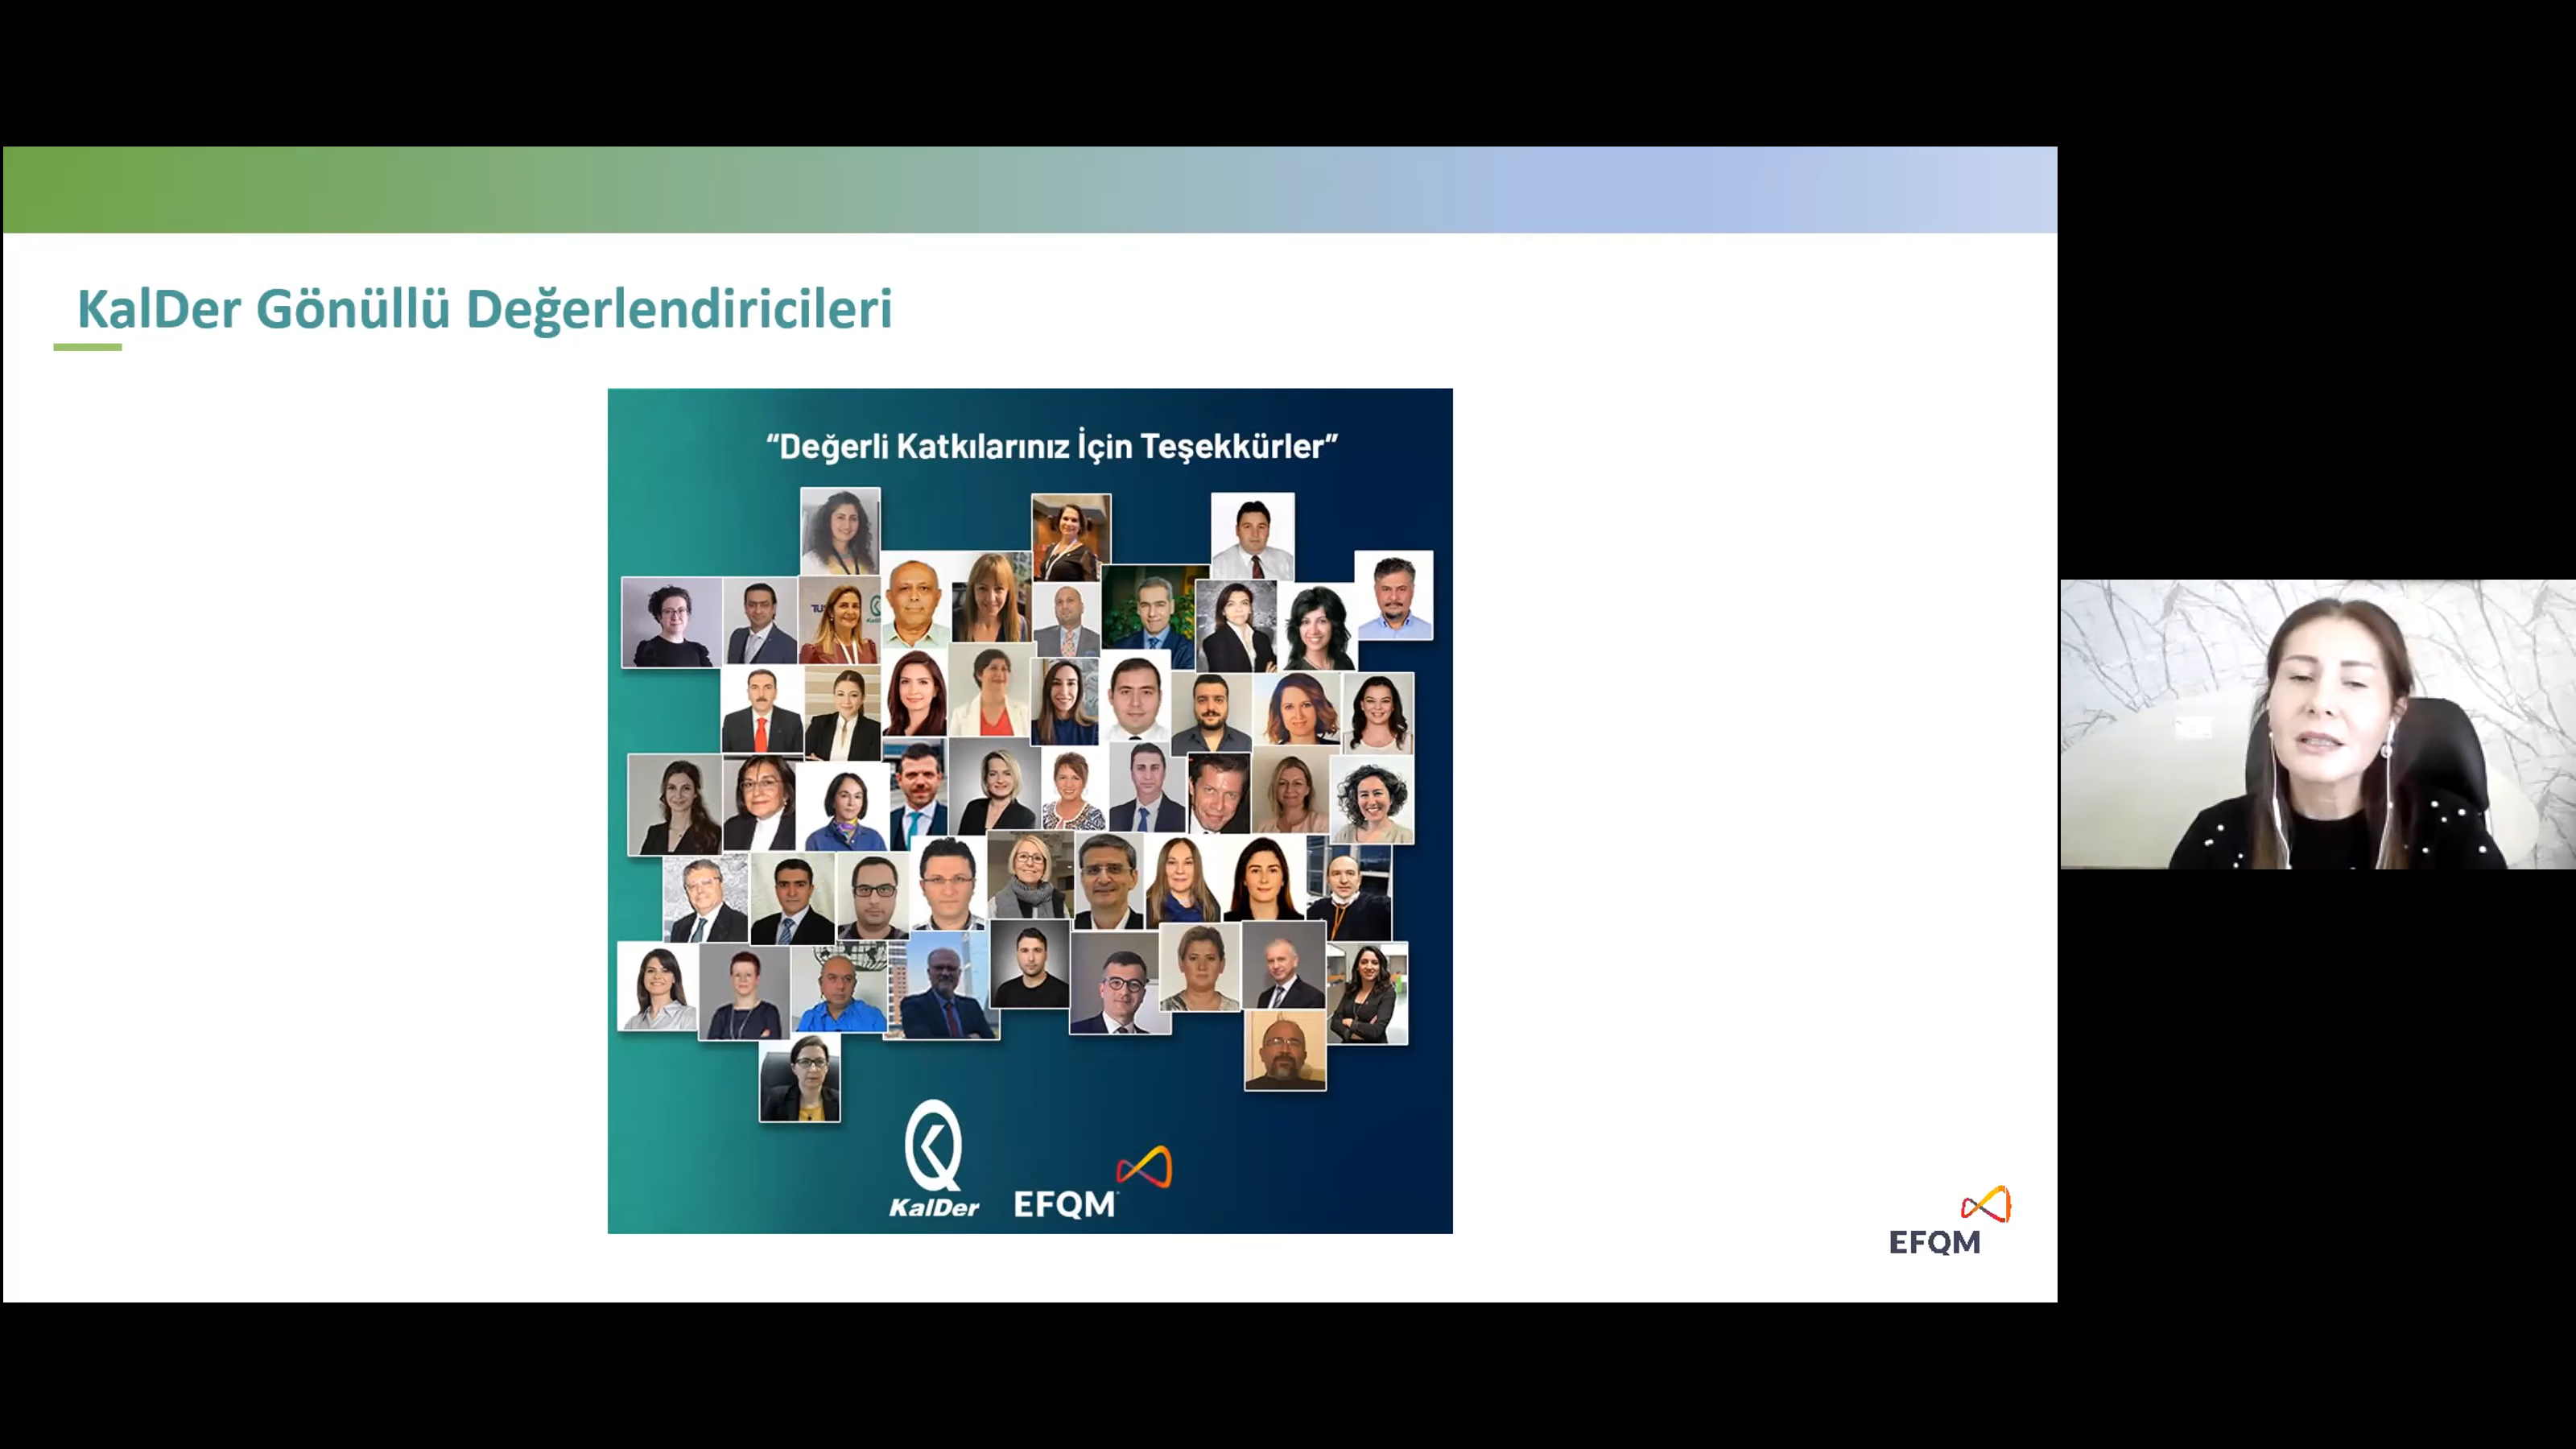 KalDer Gönüllü Değerlendiricileri
“Değerli Katkılarınız İçin Teşekkürler”
KalDer
EFQM
EFQM